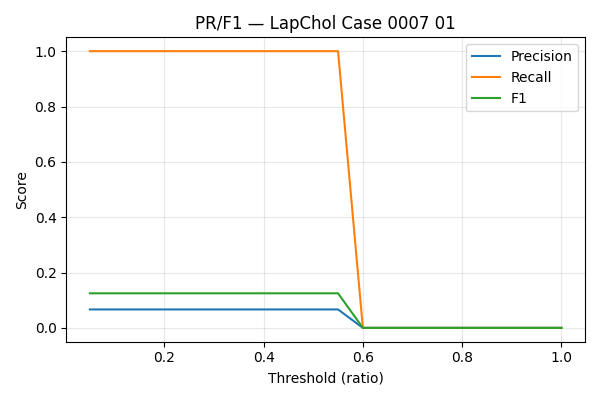 PR/F1 — LapChol Case 0007 01
Score
1.0
0.8
0.6
0.4
0.2
0.0
Precision
Recall
F1
0.2 0.4 0.6 0.8 1.0
Threshold (ratio)